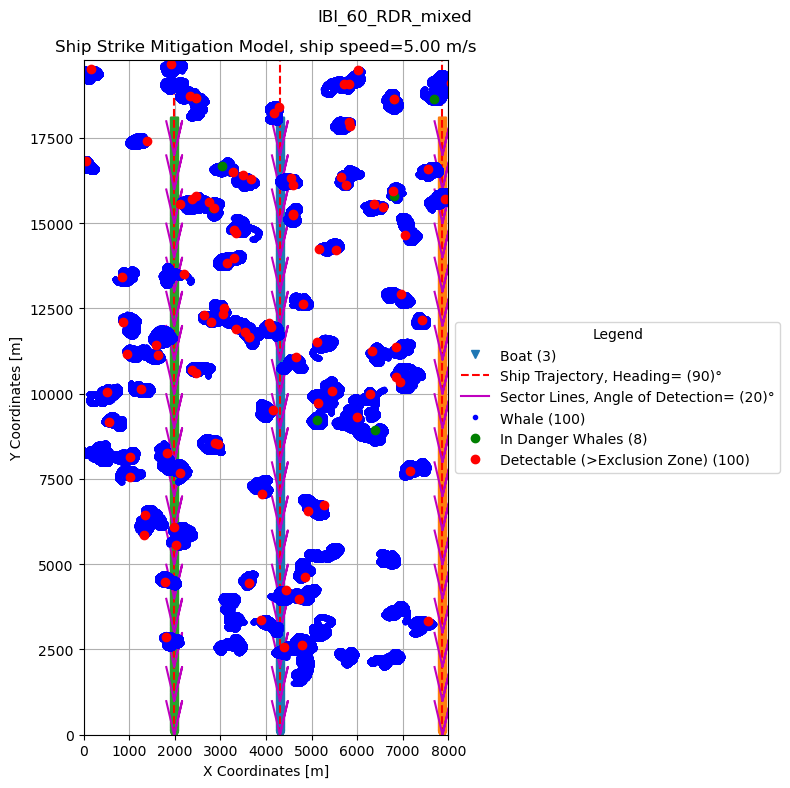 IBI_60_RDR_mixed
Ship Strike Mitigation Model, ship speed=5.00 m/s
17500
15000
12500
10000
7500
5000
2500
0
Y Coordinates [m]
0 1000 2000 3000 4000 5000 6000 7000 8000
X Coordinates [m]
Legend
Boat (3)
Ship Trajectory, Heading= (90)°
Sector Lines, Angle of Detection= (20)°
Whale (100)
In Danger Whales (8)
Detectable (>Exclusion Zone) (100)